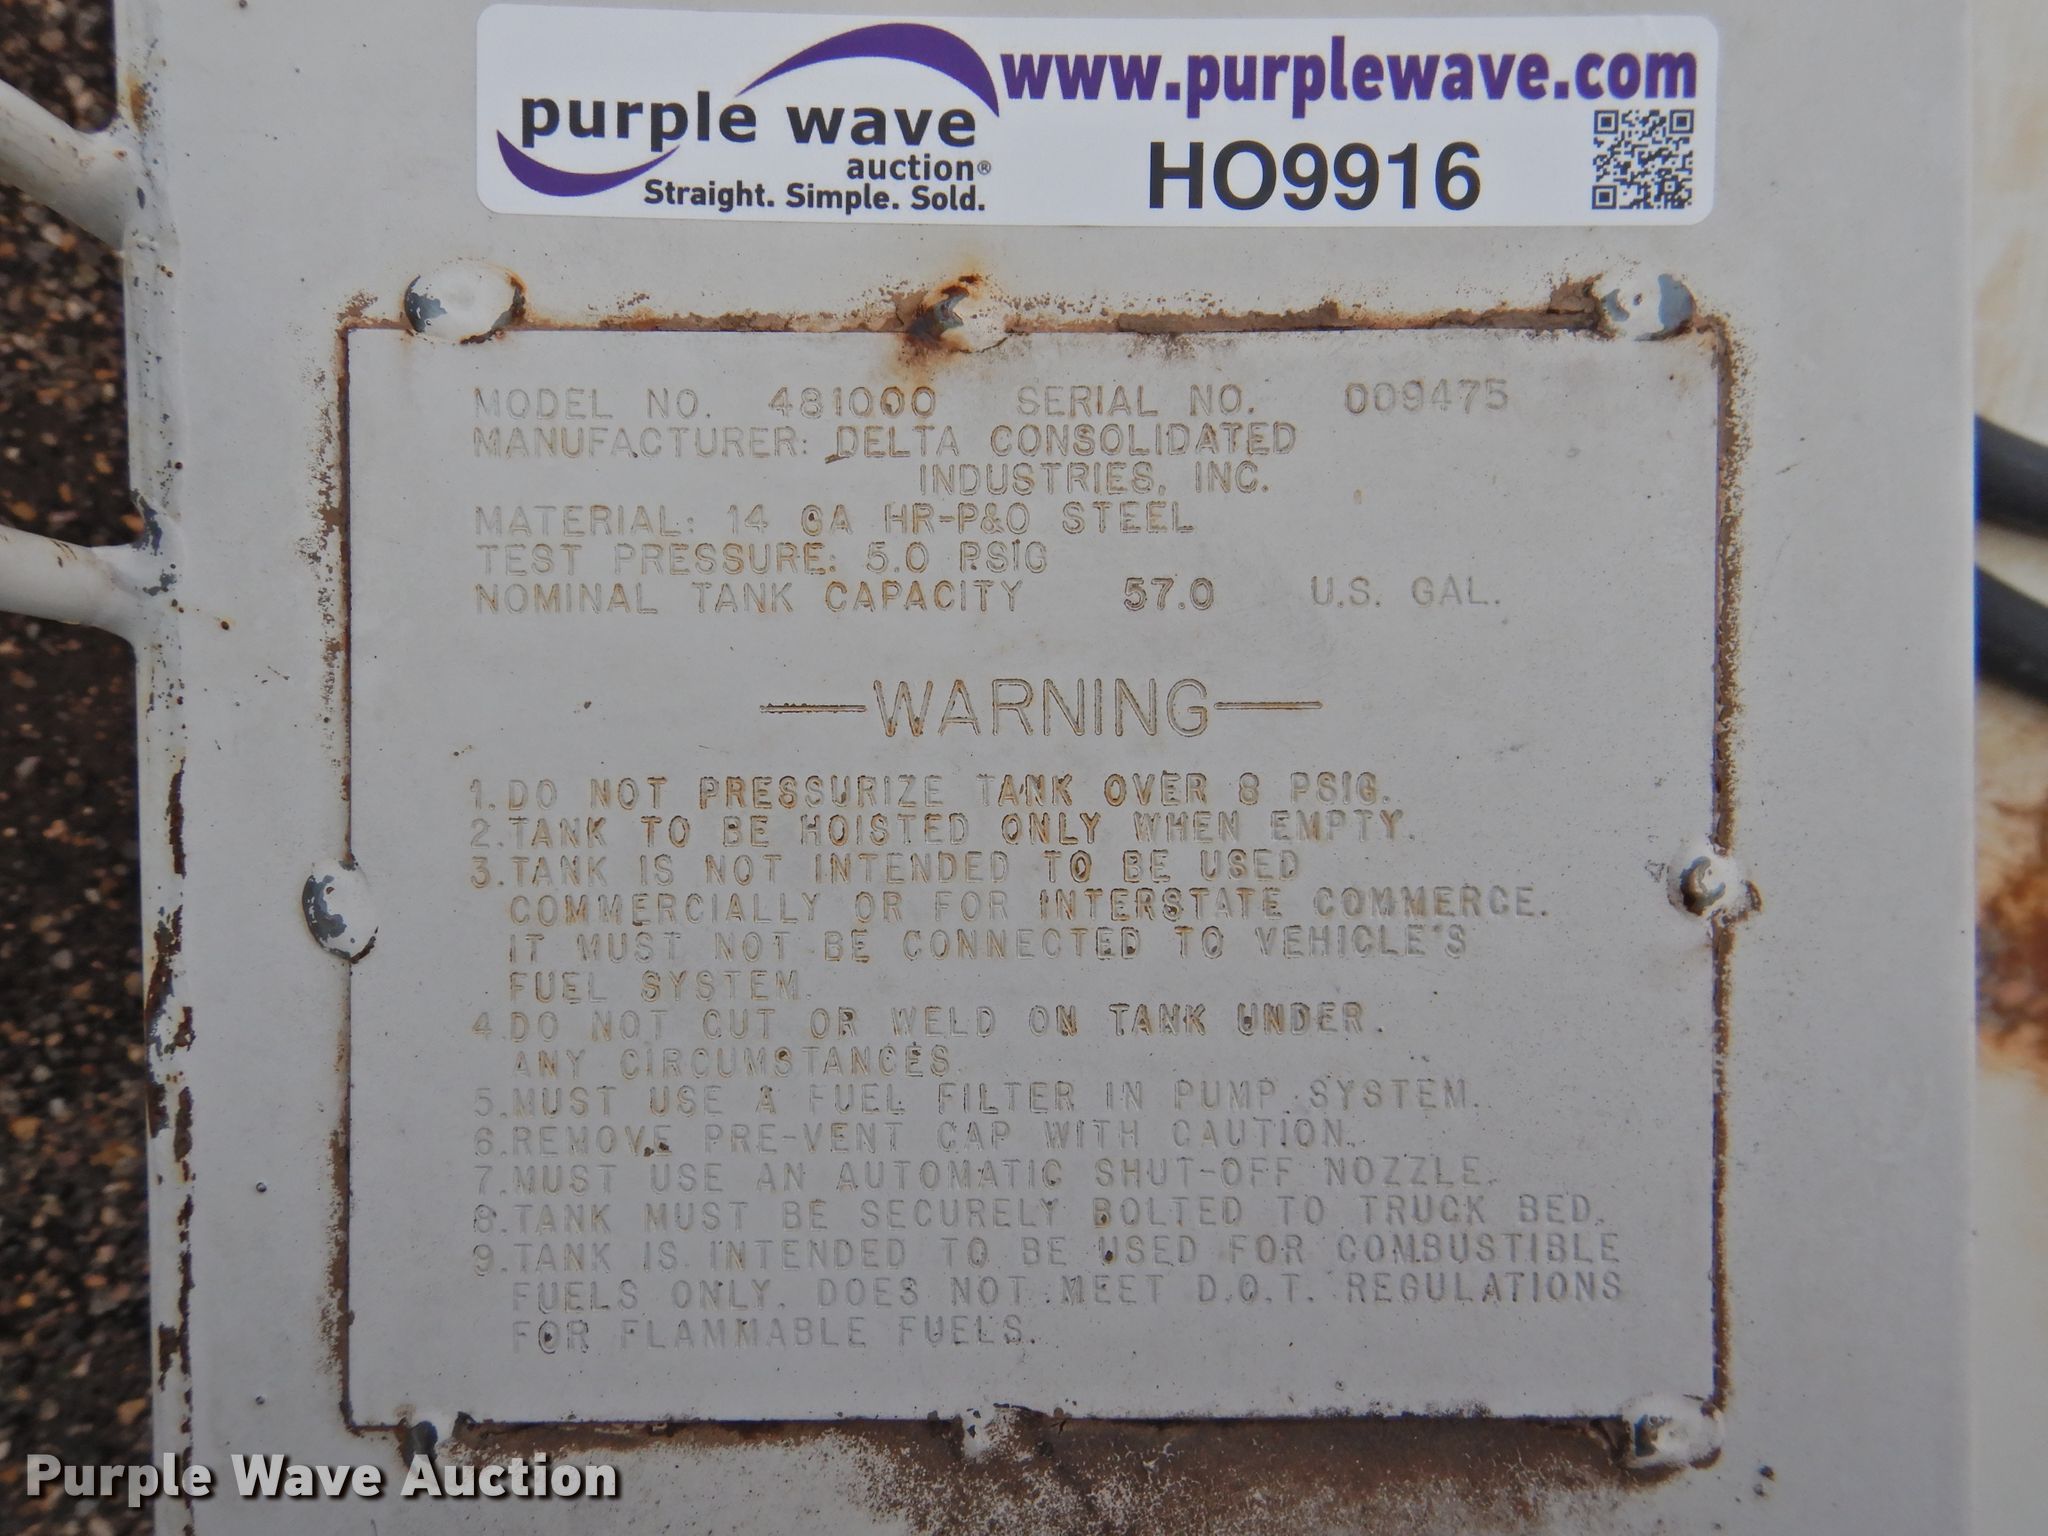 purple wave
auction®
Straight. Simple. Sold.
www.purplewave.com
HO9916
MODEL NO. 481000 SERIAL NO. 009475
MANUFACTURER: DELTA CONSOLIDATED
INDUSTRIES, INC.
MATERIAL: 14 GA HR-P&O STEEL
TEST PRESSURE: 5.0 PSIG
NOMINAL TANK CAPACITY 57.0 U.S. GAL.
—WARNING—
1. DO NOT PRESSURIZE TANK OVER 8 PSIG.
2. TANK TO BE HOISTED ONLY WHEN EMPTY.
3. TANK IS NOT INTENDED TO BE USED
COMMERCIALLY OR FOR INTERSTATE COMMERCE.
IT MUST NOT BE CONNECTED TO VEHICLE'S
FUEL SYSTEM.
4. DO NOT CUT OR WELD ON TANK UNDER.
ANY CIRCUMSTANCES.
5. MUST USE A FUEL FILTER IN PUMP SYSTEM.
6. REMOVE PRE-VENT CAP WITH CAUTION.
7. MUST USE AN AUTOMATIC SHUT-OFF NOZZLE.
8. TANK MUST BE SECURELY BOLTED TO TRUCK BED.
9. TANK IS INTENDED TO BE USED FOR COMBUSTIBLE
FUELS ONLY. DOES NOT MEET D.O.T. REGULATIONS
FOR FLAMMABLE FUELS.
Purple Wave Auction